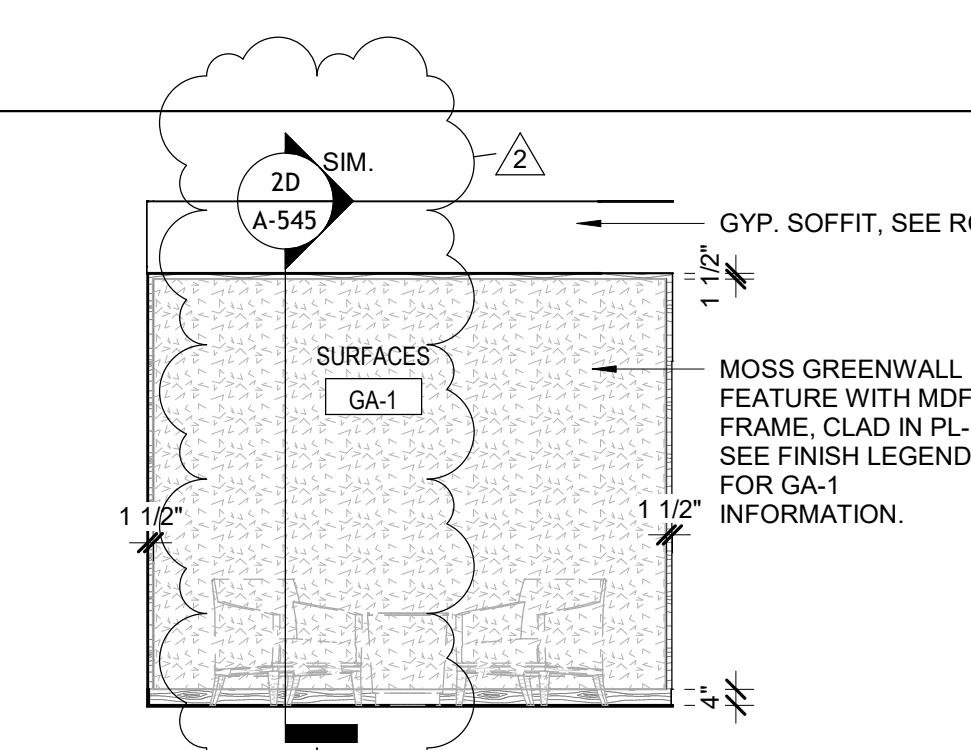 2
SIM.
2D
A-545
GYP. SOFFIT, SEE
1 1/2"
SURFACES
GA-1
MOSS GREENWALL
FEATURE WITH MDF
FRAME, CLAD IN PL-
SEE FINISH LEGEND
FOR GA-1
INFORMATION.
1 1/2"
1 1/2"
4"